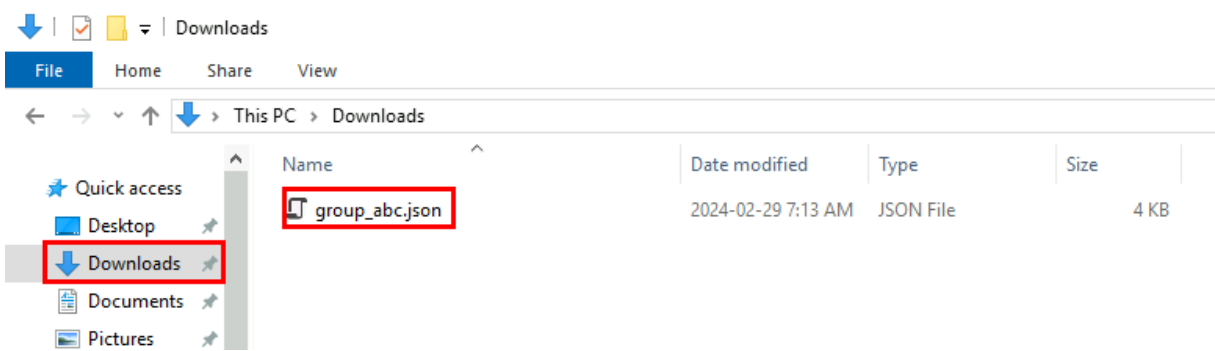 Downloads
File Home Share View
This PC > Downloads
Name Date modified Type Size
Quick access
group_abc.json 2024-02-29 7:13 AM JSON File 4 KB
Desktop
Downloads
Documents
Pictures